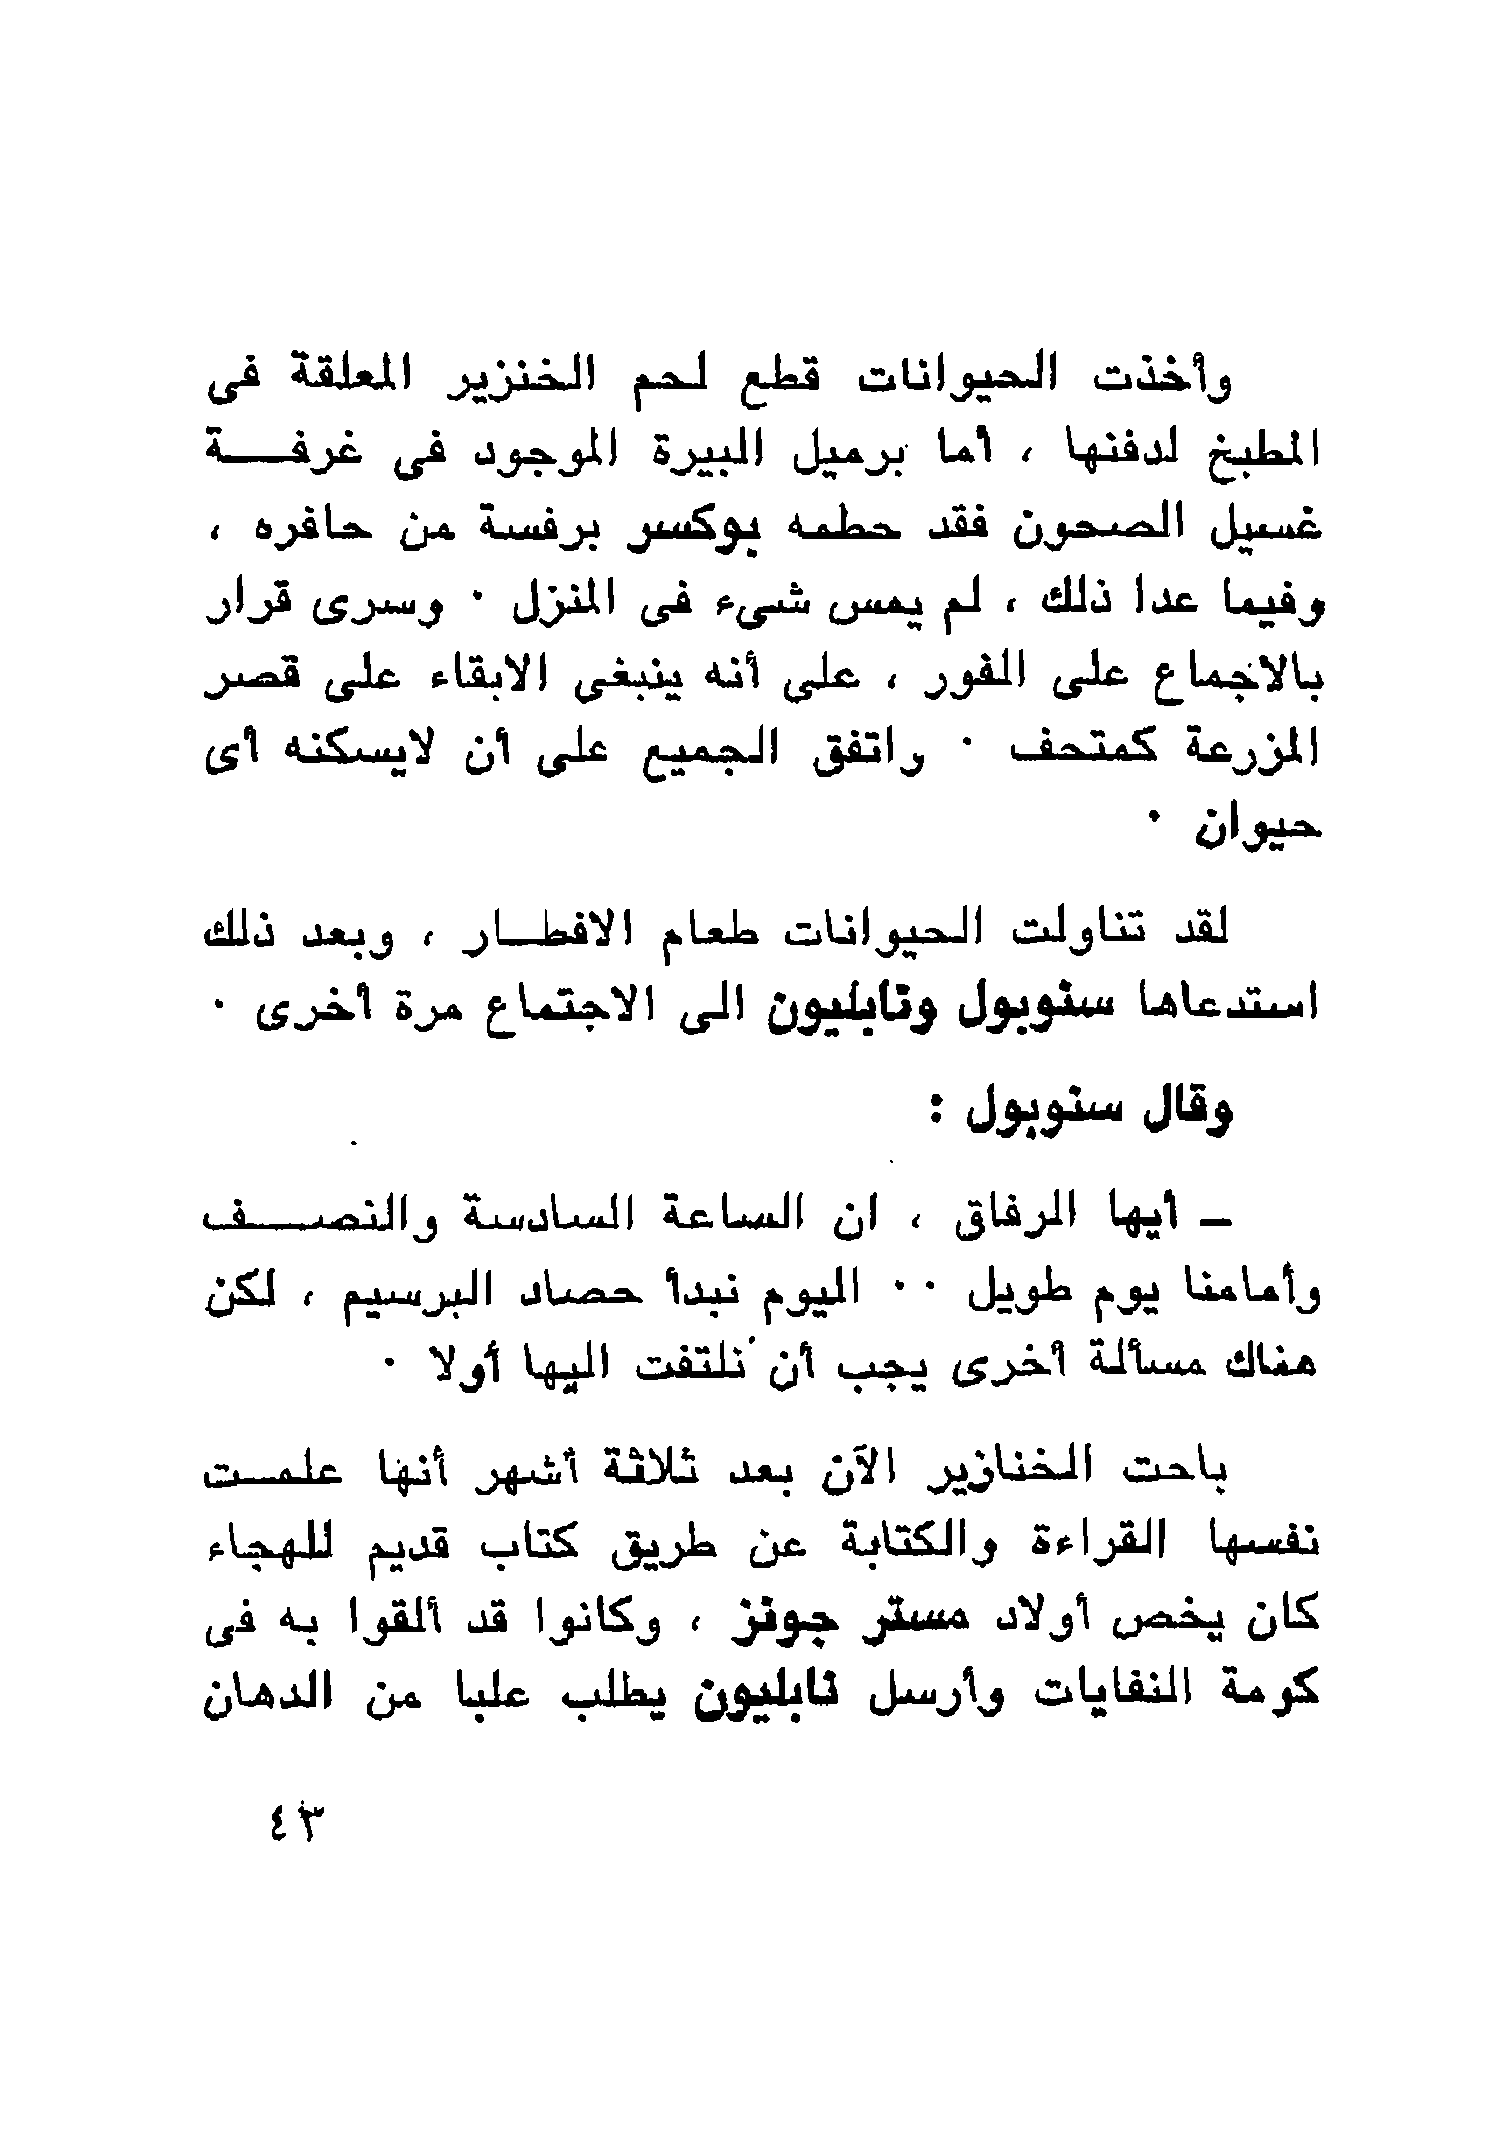 وأخذت الحيوانات قطع لحم الخنزير المعلقة فى
المطبخ لدفنها ، أما برميل البيرة الموجود فى غرفــة
غسيل الصحون فقد حطمه بوكسر برفسة من حافره ،
وفيما عدا ذلك ، لم يمس شىء فى المنزل . وسرى قرار
بالاجماع على الفور ، على أنه ينبغى الابقاء على قصر
المزرعة كمتحف . واتفق الجميع على أن لايسكنه أى
حيوان .
لقد تناولت الحيوانات طعام الافطــار ، وبعد ذلك
استدعاها سنوبول ونابليون الى الاجتماع مرة أخرى .
وقال سنوبول :
ــ أيها الرفاق ، ان الساعة السادسة والنصــف
وأمامنا يوم طويل . . اليوم نبدأ حصاد البرسيم ، لكن
هناك مسألة أخرى يجب أن نلتفت اليها أولا .
باحت الخنازير الآن بعد ثلاثة أشهر أنها علمــت
نفسها القراءة والكتابة عن طريق كتاب قديم للهجاء
كان يخص أولاد مستر جونز ، وكانوا قد ألقوا به فى
كومة النفايات وأرسل نابليون يطلب علبا من الدهان
٤٣